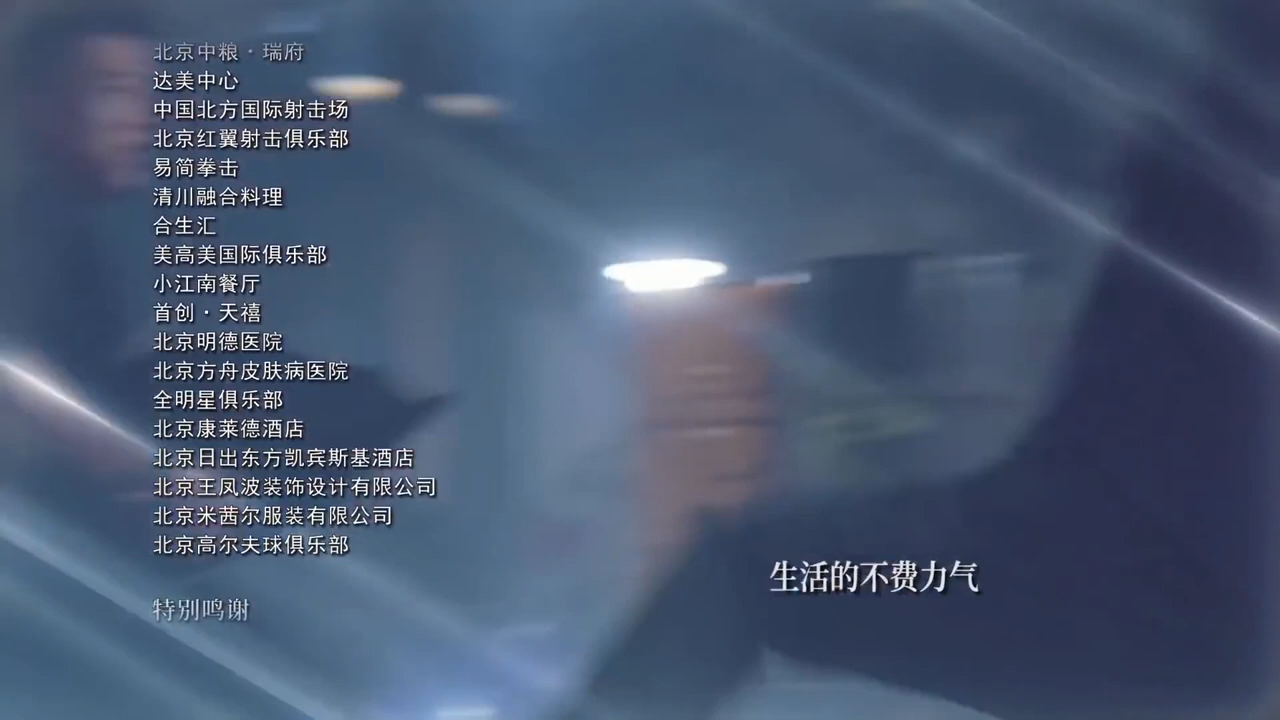 北京中粮·瑞府
达美中心
中国北方国际射击场
北京红翼射击俱乐部
易简拳击
清川融合料理
合生汇
美高美国际俱乐部
小江南餐厅
首创·天禧
北京明德医院
北京方舟皮肤病医院
全明星俱乐部
北京康莱德酒店
北京日出东方凯宾斯基酒店
北京王凤波装饰设计有限公司
北京米茜尔服装有限公司
北京高尔夫球俱乐部
特别鸣谢
生活的不费力气